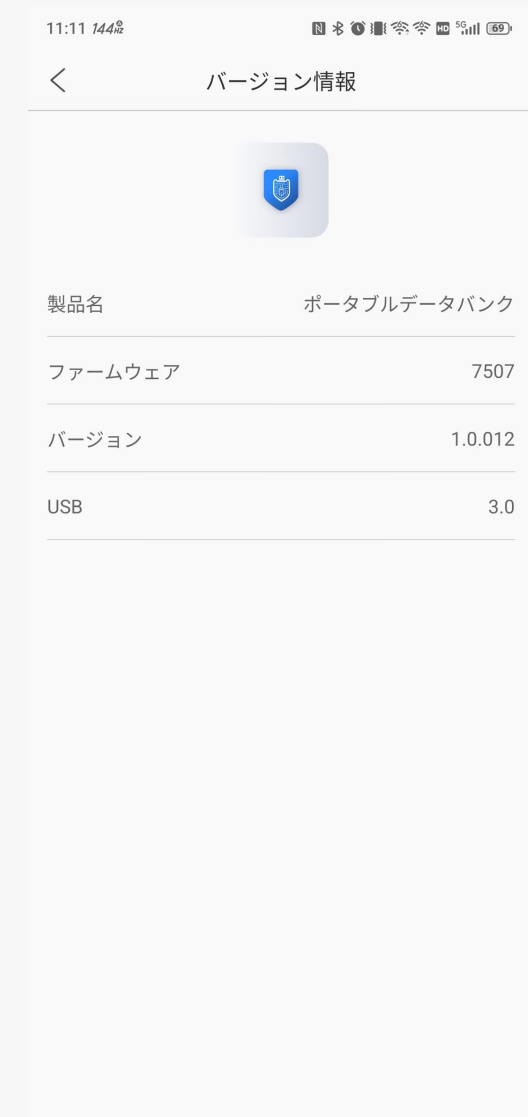 11:11 144Hz HD 5G 69
バージョン情報
製品名 ポータブルデータバンク
ファームウェア 7507
バージョン 1.0.012
USB 3.0